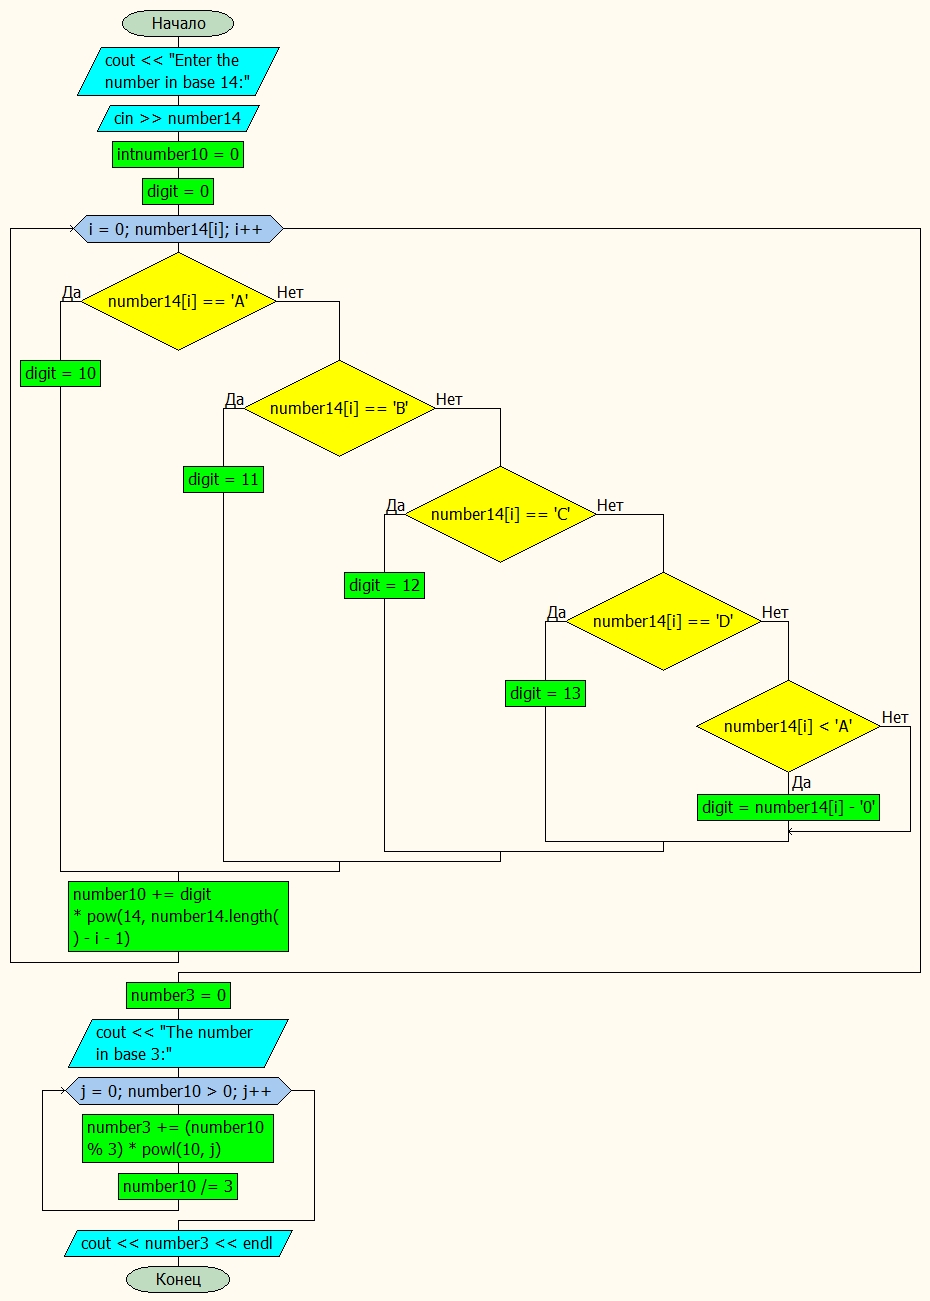 Начало
cout << "Enter the
number in base 14:"
cin >> number14
intnumber10 = 0
digit = 0
i = 0; number14[i]; i++
Да
Нет
number14[i] == 'A'
digit = 10
Да
Нет
number14[i] == 'B'
digit = 11
Да
Нет
number14[i] == 'C'
digit = 12
Да
Нет
number14[i] == 'D'
digit = 13
Нет
number14[i] < 'A'
Да
digit = number14[i] - '0'
number10 += digit
* pow(14, number14.length(
) - i - 1)
number3 = 0
cout << "The number
in base 3:"
j = 0; number10 > 0; j++
number3 += (number10
% 3) * powl(10, j)
number10 /= 3
cout << number3 << endl
Конец